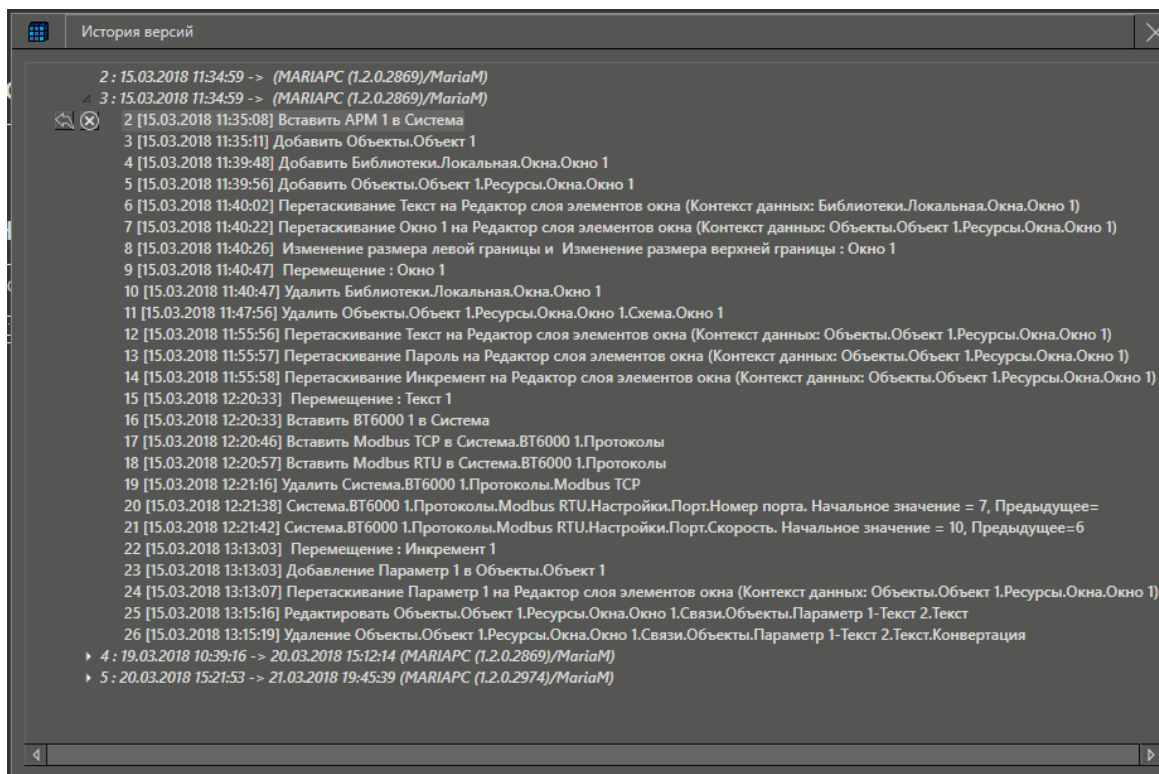 История версий
2 : 15.03.2018 11:34:59 -> (MARIAPC (1.2.0.2869)/MariaM)
3 : 15.03.2018 11:34:59 -> (MARIAPC (1.2.0.2869)/MariaM)
2 [15.03.2018 11:35:08] Вставить АРМ 1 в Система
3 [15.03.2018 11:35:11] Добавить Объекты.Объект 1
4 [15.03.2018 11:39:48] Добавить Библиотеки.Локальная.Окна.Окно 1
5 [15.03.2018 11:39:56] Добавить Объекты.Объект 1.Ресурсы.Окна.Окно 1
6 [15.03.2018 11:40:02] Перетаскивание Текст на Редактор слоя элементов окна (Контекст данных: Библиотеки.Локальная.Окна.Окно 1)
7 [15.03.2018 11:40:22] Перетаскивание Окно 1 на Редактор слоя элементов окна (Контекст данных: Объекты.Объект 1.Ресурсы.Окна.Окно 1)
8 [15.03.2018 11:40:26] Изменение размера левой границы и Изменение размера верхней границы : Окно 1
9 [15.03.2018 11:40:47] Перемещение : Окно 1
10 [15.03.2018 11:40:47] Удалить Библиотеки.Локальная.Окна.Окно 1
11 [15.03.2018 11:47:56] Удалить Объекты.Объект 1.Ресурсы.Окна.Окно 1.Схема.Окно 1
12 [15.03.2018 11:55:56] Перетаскивание Текст на Редактор слоя элементов окна (Контекст данных: Объекты.Объект 1.Ресурсы.Окна.Окно 1)
13 [15.03.2018 11:55:57] Перетаскивание Пароль на Редактор слоя элементов окна (Контекст данных: Объекты.Объект 1.Ресурсы.Окна.Окно 1)
14 [15.03.2018 11:55:58] Перетаскивание Инкремент на Редактор слоя элементов окна (Контекст данных: Объекты.Объект 1.Ресурсы.Окна.Окно 1)
15 [15.03.2018 12:20:33] Перемещение : Текст 1
16 [15.03.2018 12:20:33] Вставить BT6000 1 в Система
17 [15.03.2018 12:20:46] Вставить Modbus TCP в Система.BT6000 1.Протоколы
18 [15.03.2018 12:20:57] Вставить Modbus RTU в Система.BT6000 1.Протоколы
19 [15.03.2018 12:21:16] Удалить Система.BT6000 1.Протоколы.Modbus TCP
20 [15.03.2018 12:21:38] Система.BT6000 1.Протоколы.Modbus RTU.Настройки.Порт.Номер порта. Начальное значение = 7, Предыдущее=
21 [15.03.2018 12:21:42] Система.BT6000 1.Протоколы.Modbus RTU.Настройки.Порт.Скорость. Начальное значение = 10, Предыдущее=6
22 [15.03.2018 13:13:03] Перемещение : Инкремент 1
23 [15.03.2018 13:13:03] Добавление Параметр 1 в Объекты.Объект 1
24 [15.03.2018 13:13:07] Перетаскивание Параметр 1 на Редактор слоя элементов окна (Контекст данных: Объекты.Объект 1.Ресурсы.Окна.Окно 1)
25 [15.03.2018 13:15:16] Редактировать Объекты.Объект 1.Ресурсы.Окна.Окно 1.Связи.Объекты.Параметр 1-Текст 2.Текст
26 [15.03.2018 13:15:19] Удаление Объекты.Объект 1.Ресурсы.Окна.Окно 1.Связи.Объекты.Параметр 1-Текст 2.Текст.Конвертация
4 : 19.03.2018 10:39:16 -> 20.03.2018 15:12:14 (MARIAPC (1.2.0.2869)/MariaM)
5 : 20.03.2018 15:21:53 -> 21.03.2018 19:45:39 (MARIAPC (1.2.0.2974)/MariaM)